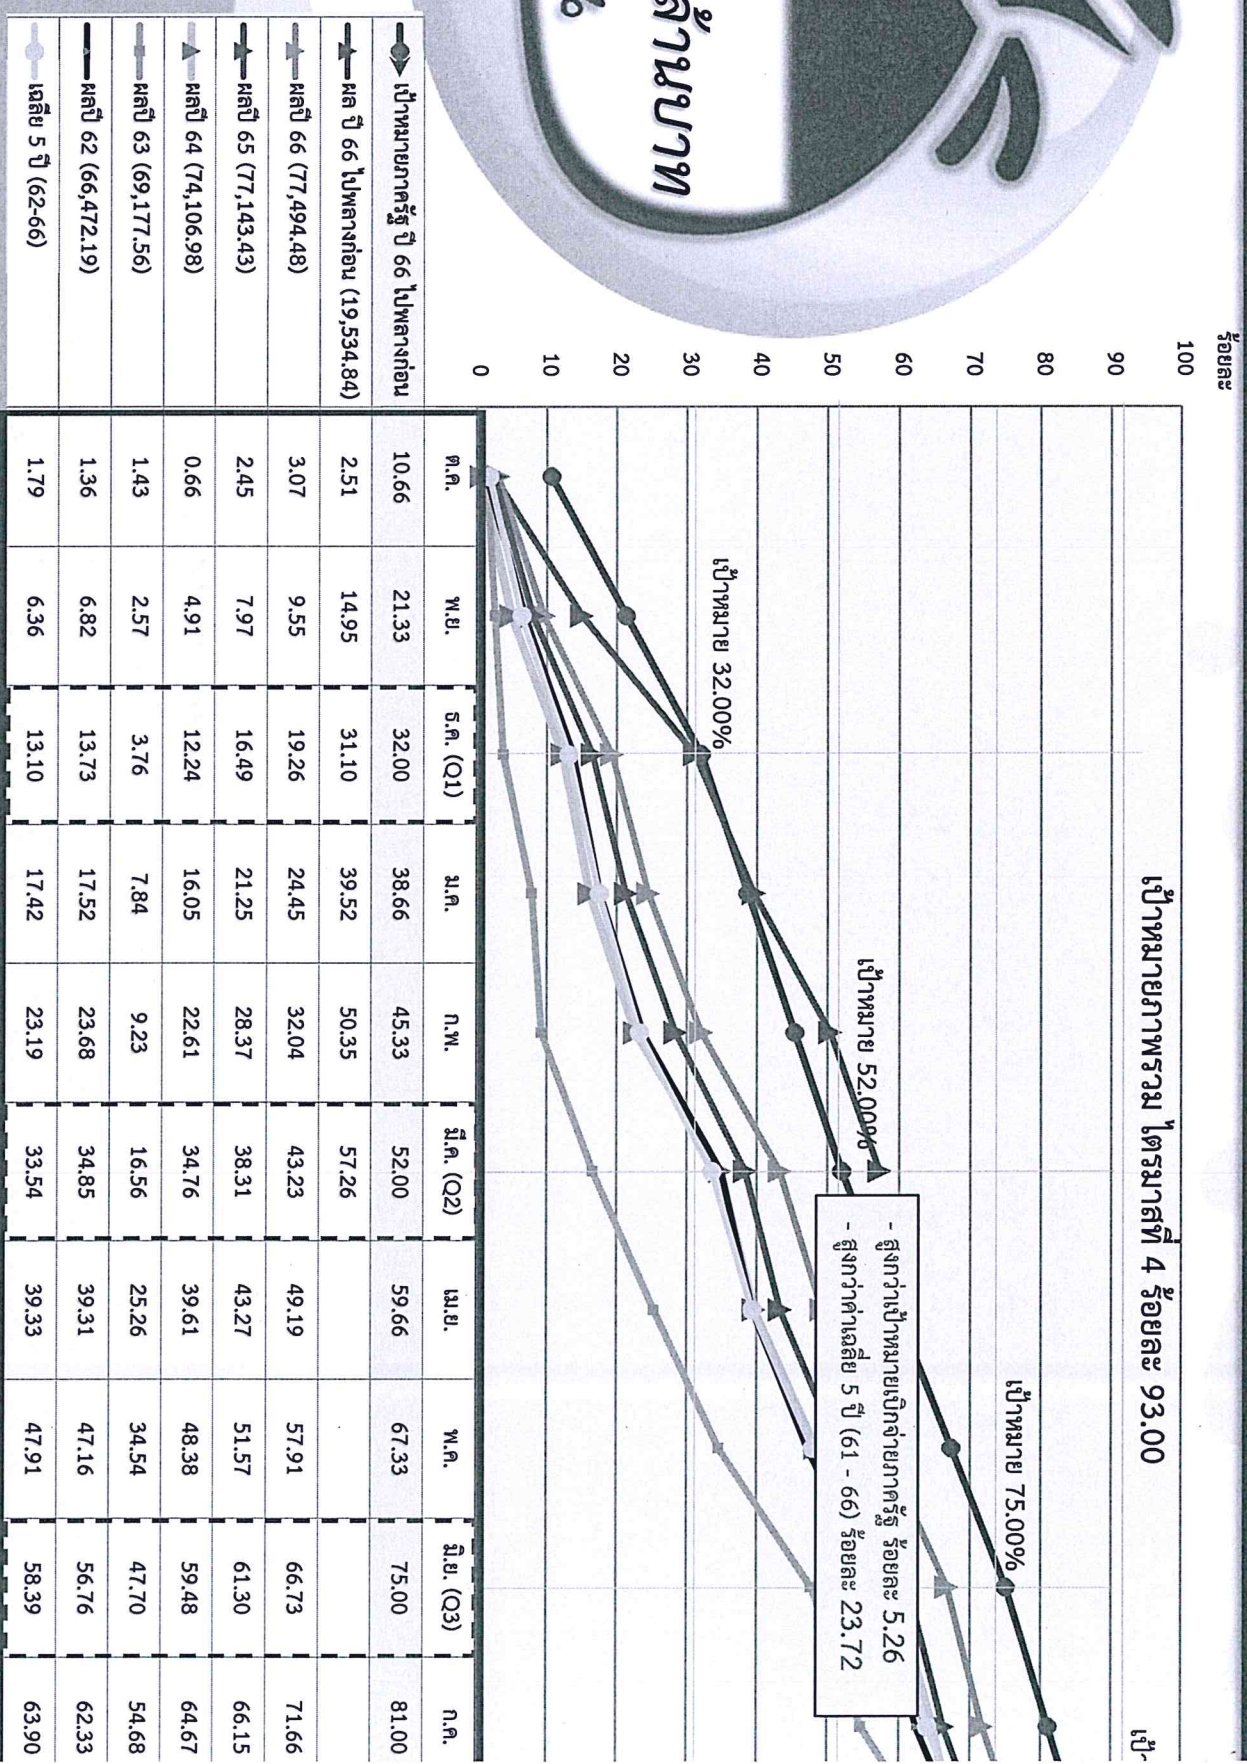 ล้านบาท
%
ร้อยละ
เป้าหมายภาพรวม ไตรมาสที่ 4 ร้อยละ 93.00
100
90
80
70
60
50
40
30
20
10
0
เป้าหมาย 32.00%
เป้าหมาย 52.00%
เป้าหมาย 75.00%
- สูงกว่าเป้าหมายเบิกจ่ายภาครัฐ ร้อยละ 5.26
- สูงกว่าค่าเฉลี่ย 5 ปี (61 - 66) ร้อยละ 23.72
ต.ค. พ.ย. ธ.ค. (Q1) ม.ค. ก.พ. มี.ค. (Q2) เม.ย. พ.ค. มิ.ย. (Q3) ก.ค.
เป้าหมายภาครัฐ ปี 66 ไปพลางก่อน 10.66 21.33 32.00 38.66 45.33 52.00 59.66 67.33 75.00 81.00
ผล ปี 66 ไปพลางก่อน (19,534.84) 2.51 14.95 31.10 39.52 50.35 57.26
ผลปี 66 (77,494.48) 3.07 9.55 19.26 24.45 32.04 43.23 49.19 57.91 66.73 71.66
ผลปี 65 (77,143.43) 2.45 7.97 16.49 21.25 28.37 38.31 43.27 51.57 61.30 66.15
ผลปี 64 (74,106.98) 0.66 4.91 12.24 16.05 22.61 34.76 39.61 48.38 59.48 64.67
ผลปี 63 (69,177.56) 1.43 2.57 3.76 7.84 9.23 16.56 25.26 34.54 47.70 54.68
ผลปี 62 (66,472.19) 1.36 6.82 13.73 17.52 23.68 34.85 39.31 47.16 56.76 62.33
เฉลี่ย 5 ปี (62-66) 1.79 6.36 13.10 17.42 23.19 33.54 39.33 47.91 58.39 63.90